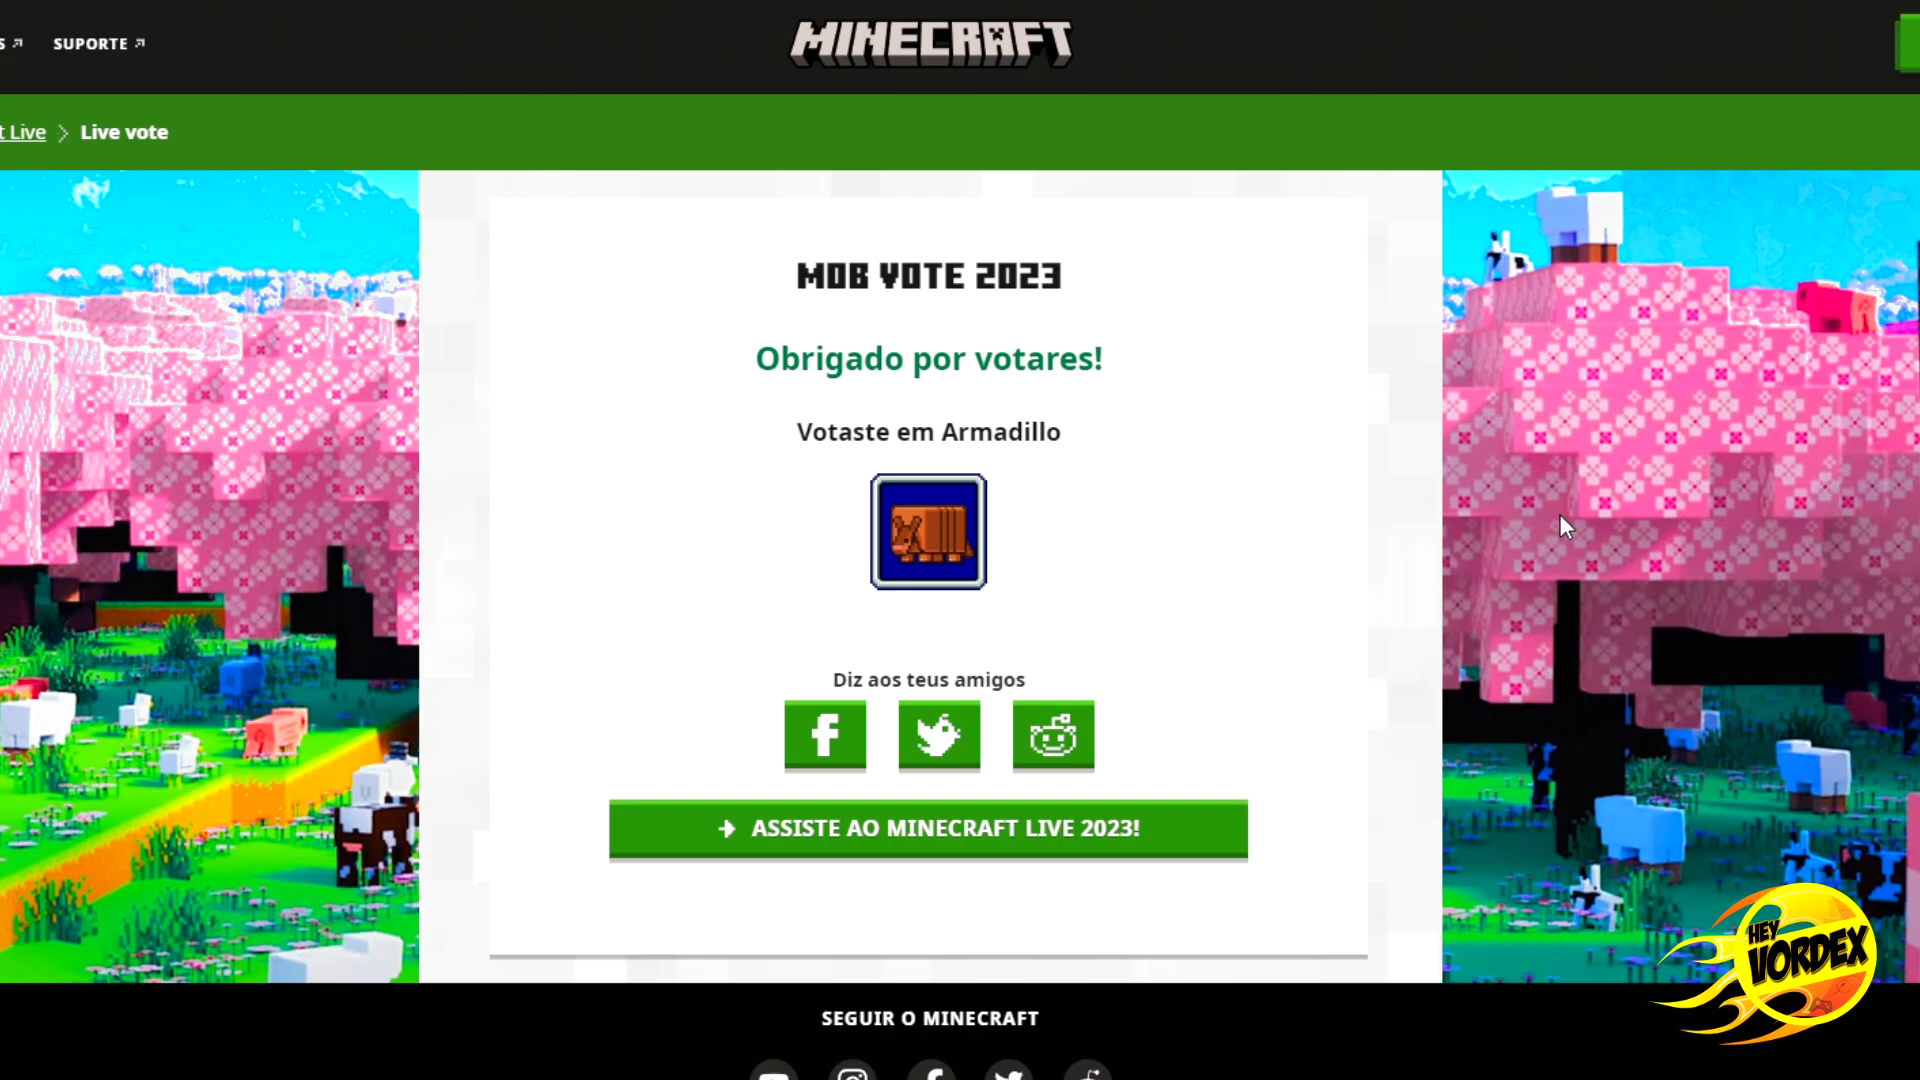 S
SUPORTE
MINECRAFT
t Live > Live vote
MOB VOTE 2023
Obrigado por votares!
Votaste em Armadillo
Diz aos teus amigos
ASSISTE AO MINECRAFT LIVE 2023!
HEY
VORDEX
SEGUIR O MINECRAFT